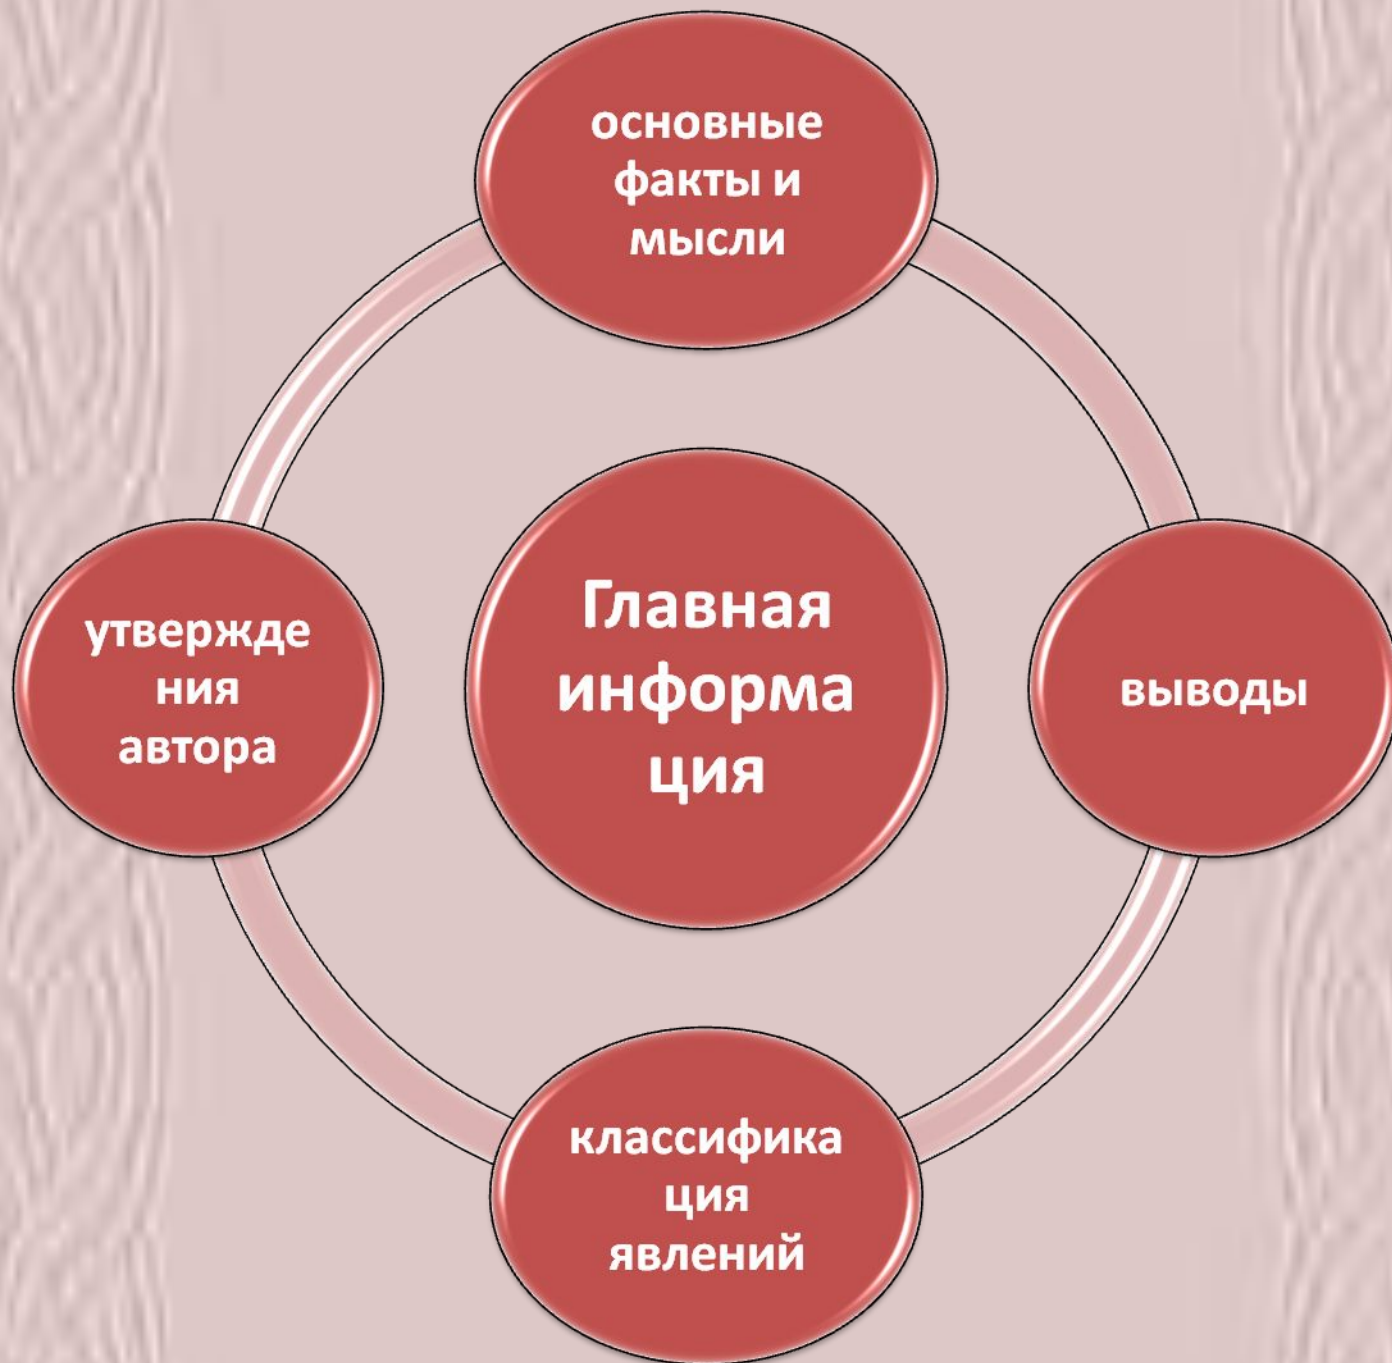 основные
факты и
мысли
утвержде
ния
автора
Главная
информа
ция
выводы
классифика
ция
явлений